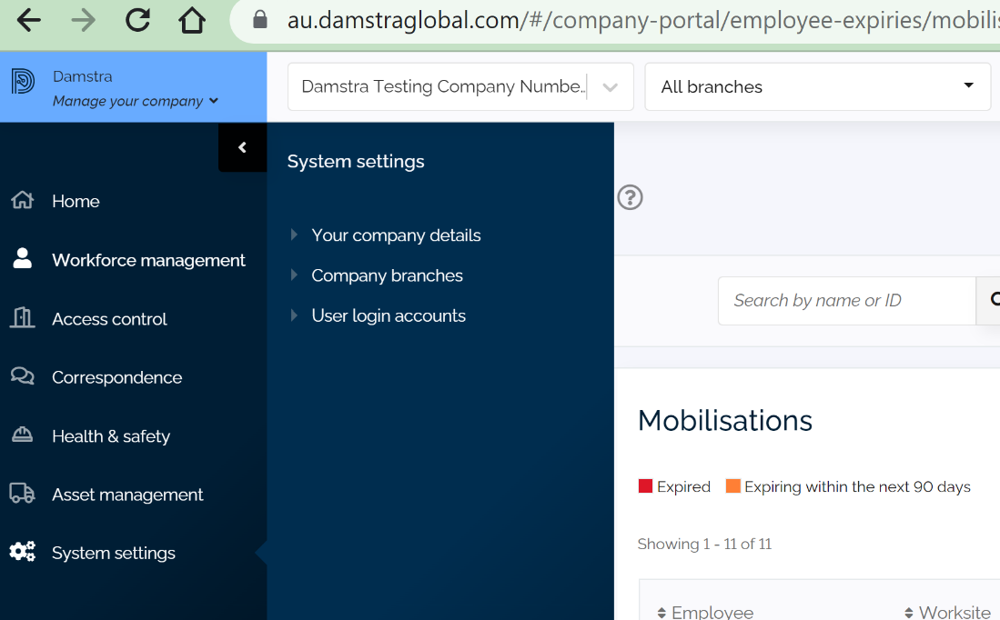 au.damstraglobal.com/#/company-portal/employee-expiries/mobilis
Damstra
Manage your company
Damstra Testing Company Numbe...
All branches
System settings
Home
Workforce management
Access control
Correspondence
Health & safety
Asset management
System settings
Your company details
Company branches
User login accounts
?
Search by name or ID
Mobilisations
Expired
Expiring within the next 90 days
Showing 1 - 11 of 11
Employee
Worksite